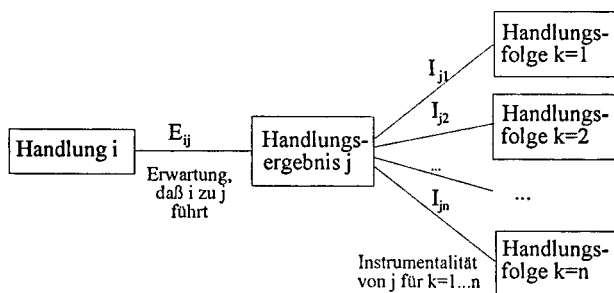 Handlung i
E_ij
Erwartung,
daß i zu j
führt
Handlungs-
ergebnis j
I_j1
I_j2
...
I_jn
Instrumentalität
von j für k=1...n
Handlungs-
folge k=1
Handlungs-
folge k=2
...
Handlungs-
folge k=n